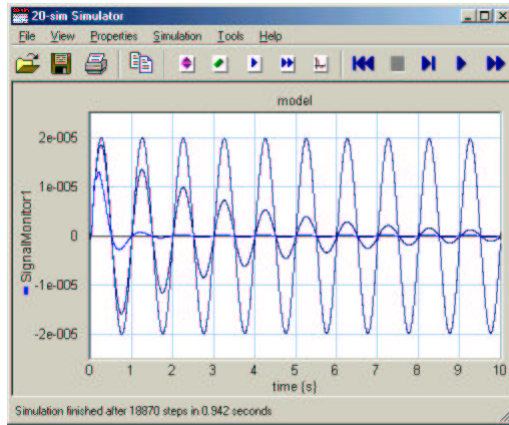 20-sim Simulator
File View Properties Simulation Tools Help
model
2e-005
1e-005
0
-1e-005
-2e-005
SignalMonitor1
0 1 2 3 4 5 6 7 8 9 10
time {s}
Simulation finished after 18870 steps in 0.942 seconds